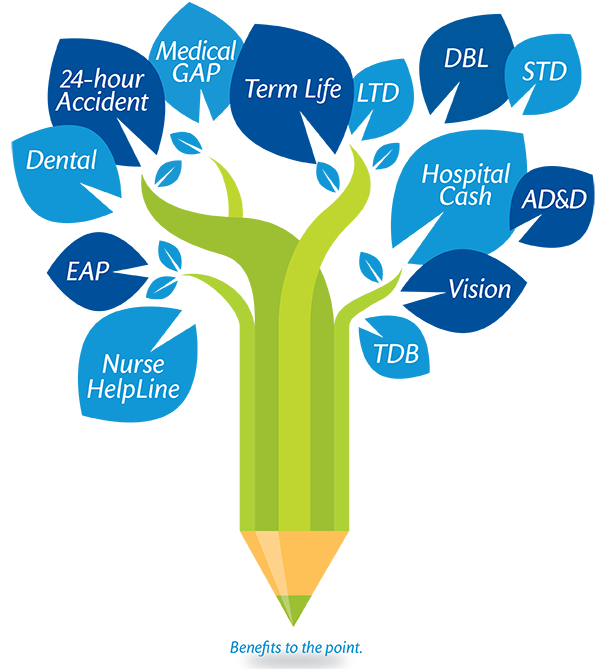 Medical
GAP
24-hour
Accident
Term Life
LTD
DBL
STD
Dental
Hospital
Cash
AD&D
EAP
Vision
Nurse
HelpLine
TDB
Benefits to the point.